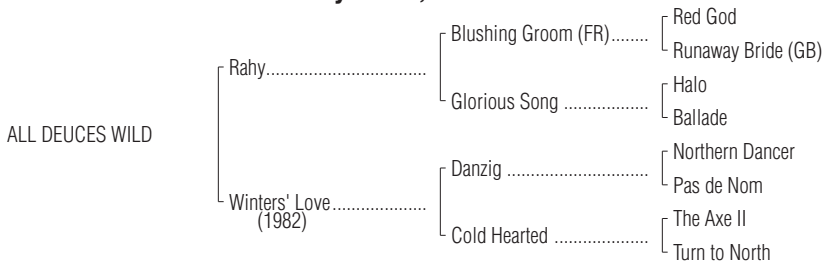 Red God
Blushing Groom (FR)........
Runaway Bride (GB)
Rahy..................................
Halo
Glorious Song ...................
Ballade
ALL DEUCES WILD
Northern Dancer
Danzig ...............................
Pas de Nom
Winters' Love....................
(1982)
The Axe II
Cold Hearted .....................
Turn to North